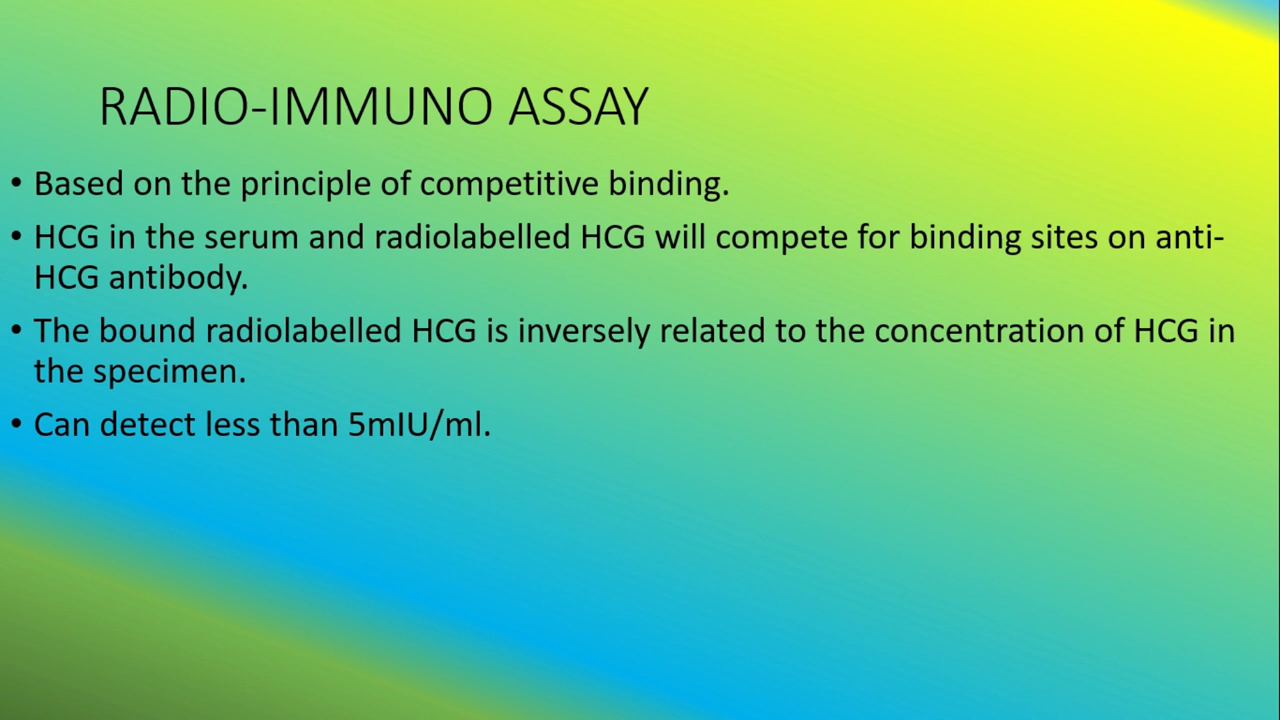 RADIO-IMMUNO ASSAY
• Based on the principle of competitive binding.
• HCG in the serum and radiolabelled HCG will compete for binding sites on anti-
HCG antibody.
• The bound radiolabelled HCG is inversely related to the concentration of HCG in
the specimen.
• Can detect less than 5mIU/ml.